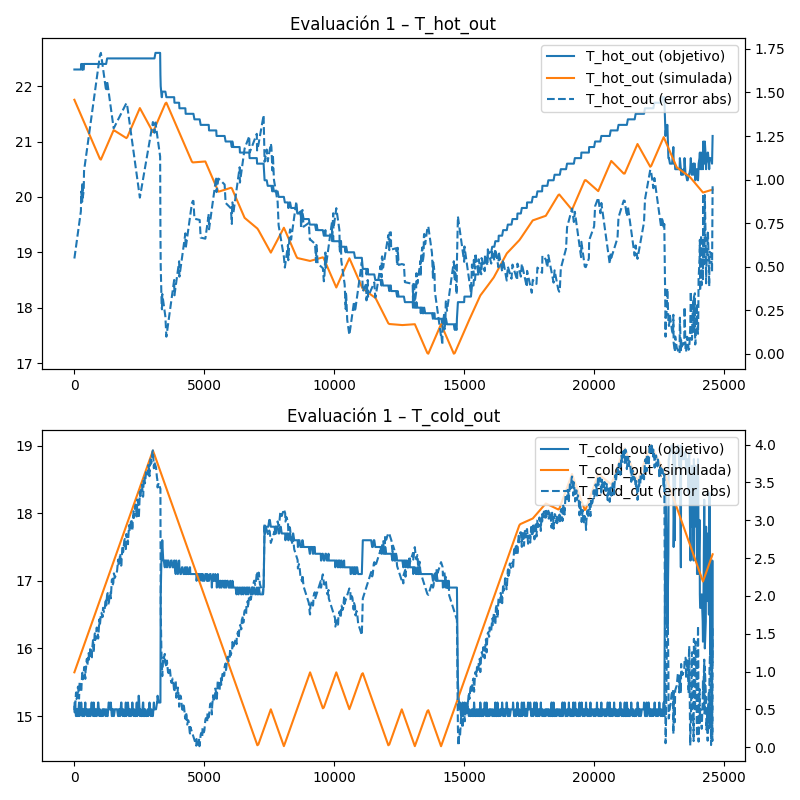 Evaluación 1 – T_hot_out
T_hot_out (objetivo)
T_hot_out (simulada)
T_hot_out (error abs)
22
21
20
19
18
17
1.75
1.50
1.25
1.00
0.75
0.50
0.25
0.00
0 5000 10000 15000 20000 25000
Evaluación 1 – T_cold_out
T_cold_out (objetivo)
T_cold_out (simulada)
T_cold_out (error abs)
19
18
17
16
15
4.0
3.5
3.0
2.5
2.0
1.5
1.0
0.5
0.0
0 5000 10000 15000 20000 25000